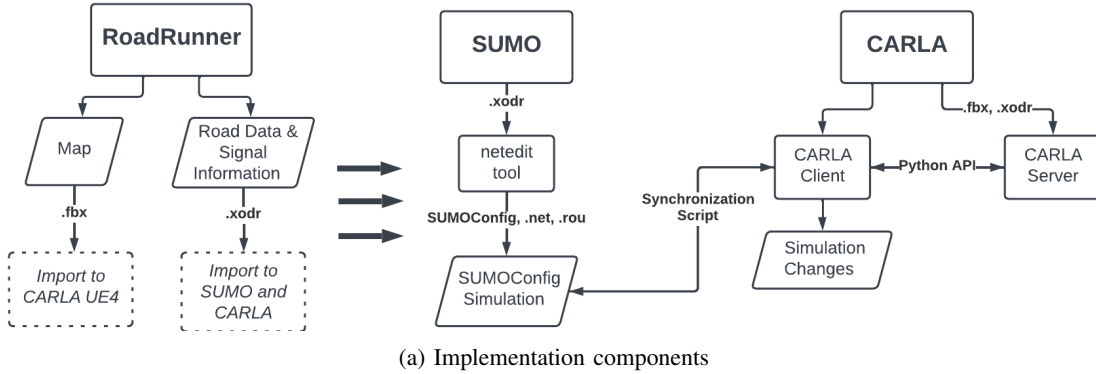 RoadRunner
Map
Road Data &
Signal
Information
.fbx
.xodr
Import to
CARLA UE4
Import to
SUMO and
CARLA
SUMO
.xodr
netedit
tool
SUMOConfig, .net, .rou
SUMOConfig
Simulation
Synchronization
Script
CARLA
.fbx, .xodr
CARLA
Client
Python API
CARLA
Server
Simulation
Changes
(a) Implementation components